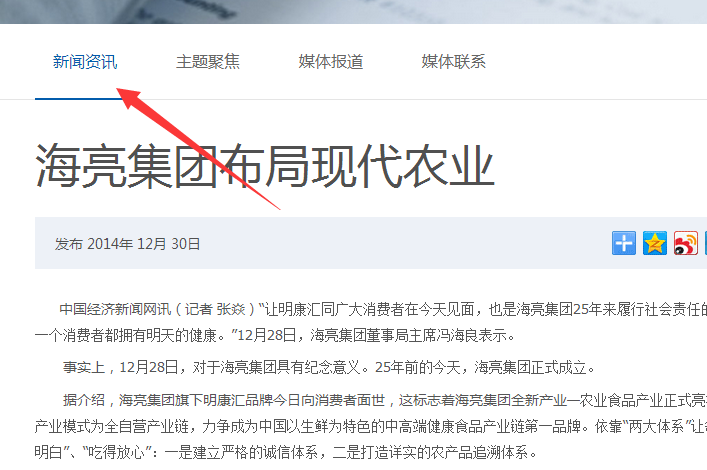 新闻资讯 主题聚焦 媒体报道 媒体联系
海亮集团布局现代农业
发布 2014年 12月 30日
中国经济新闻网讯（记者 张焱）“让明康汇同广大消费者在今天见面，也是海亮集团25年来履行社会责任的
一个消费者都拥有明天的健康。”12月28日，海亮集团董事局主席冯海良表示。
事实上，12月28日，对于海亮集团具有纪念意义。25年前的今天，海亮集团正式成立。
据介绍，海亮集团旗下明康汇品牌今日向消费者面世，这标志着海亮集团全新产业—农业食品产业正式亮
产业模式为全自营产业链，力争成为中国以生鲜为特色的中高端健康食品产业链第一品牌。依靠“两大体系”让
明白”、“吃得放心”：一是建立严格的诚信体系，二是打造详实的农产品追溯体系。